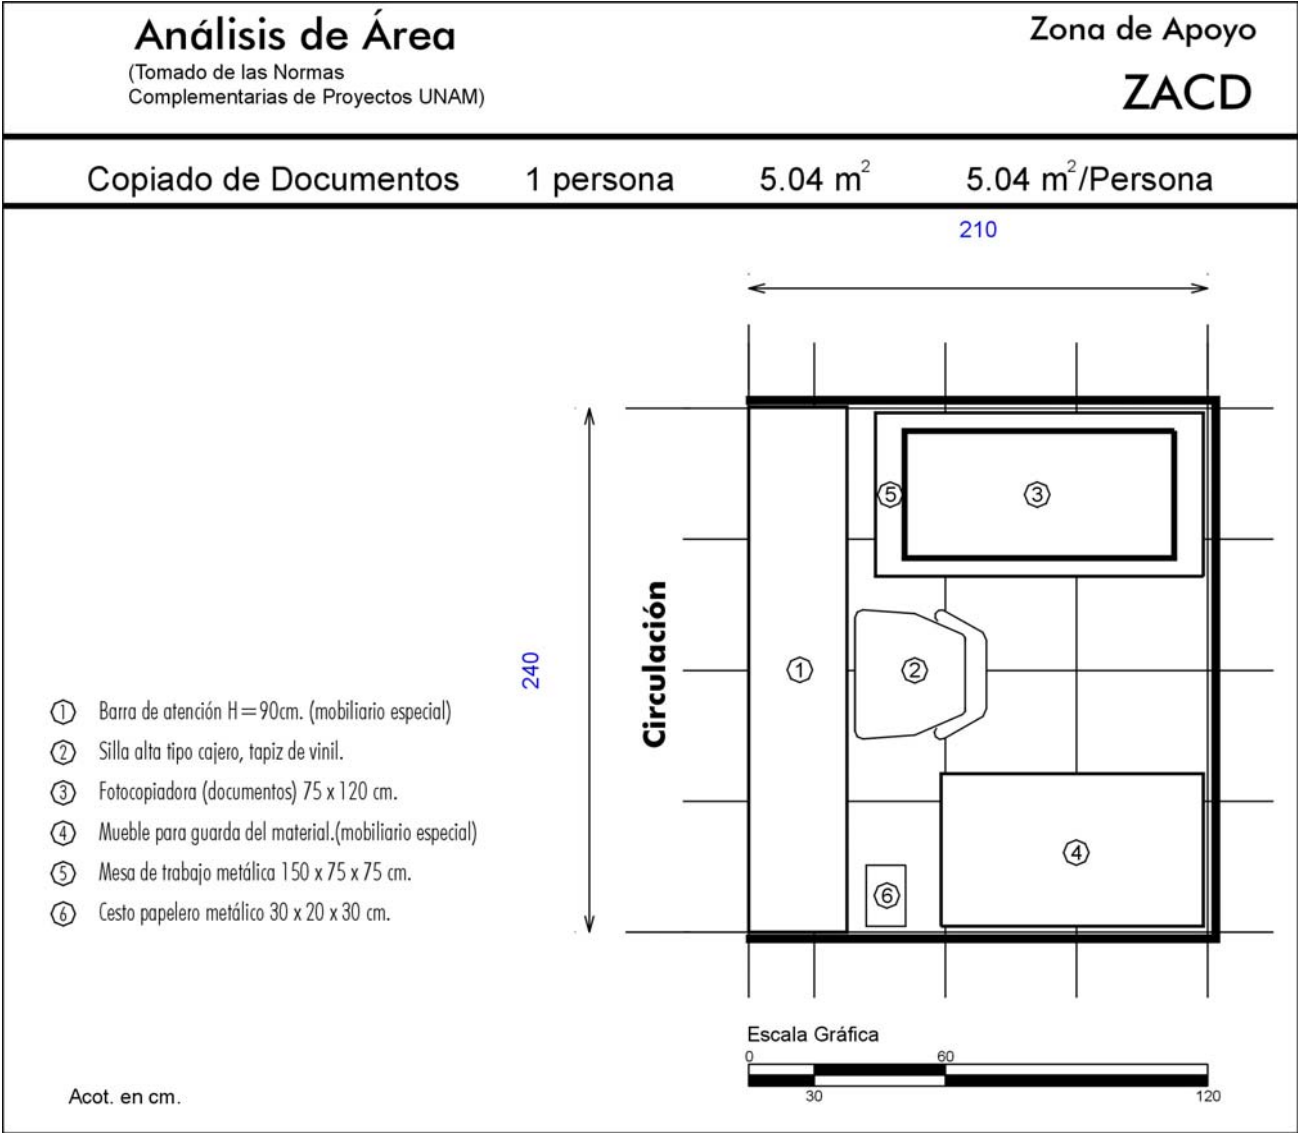 Análisis de Área
(Tomado de las Normas
Complementarias de Proyectos UNAM)
Zona de Apoyo
ZACD
Copiado de Documentos 1 persona 5.04 m² 5.04 m²/Persona
210
240
Circulación
5
3
1
2
4
6
1 Barra de atención H=90cm. (mobiliario especial)
2 Silla alta tipo cajero, tapiz de vinil.
3 Fotocopiadora (documentos) 75 x 120 cm.
4 Mueble para guarda del material.(mobiliario especial)
5 Mesa de trabajo metálica 150 x 75 x 75 cm.
6 Cesto papelero metálico 30 x 20 x 30 cm.
Escala Gráfica
0 60
30 120
Acot. en cm.